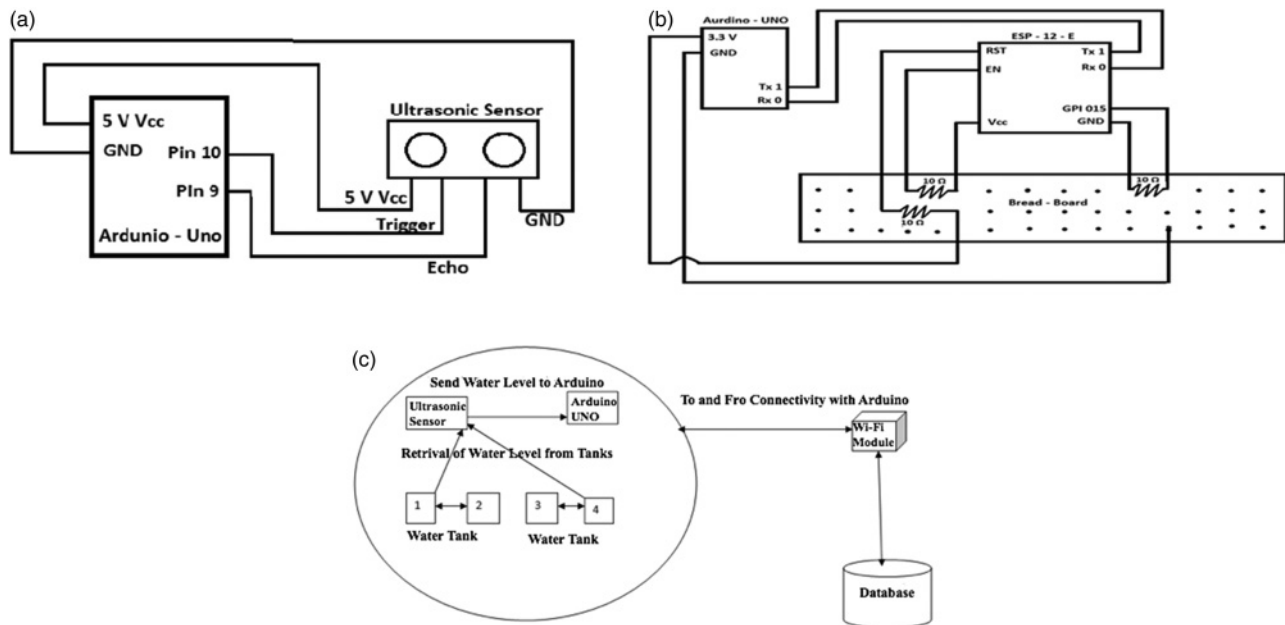 (a)
5 V Vcc
GND
Pin 10
PIn 9
Ardunio - Uno
Ultrasonic Sensor
5 V Vcc
Trigger
Echo
GND
(b)
Aurdino - UNO
3.3 V
GND
Tx 1
Rx 0
ESP - 12 - E
RST
EN
Vcc
Tx 1
Rx 0
GPI 015
GND
10 Ω
10 Ω
10 Ω
Bread - Board
(c)
Send Water Level to Arduino
Ultrasonic
Sensor
Arduino
UNO
Retrival of Water Level from Tanks
1
2
3
4
Water Tank
Water Tank
To and Fro Connectivity with Arduino
Wi-Fi
Module
Database